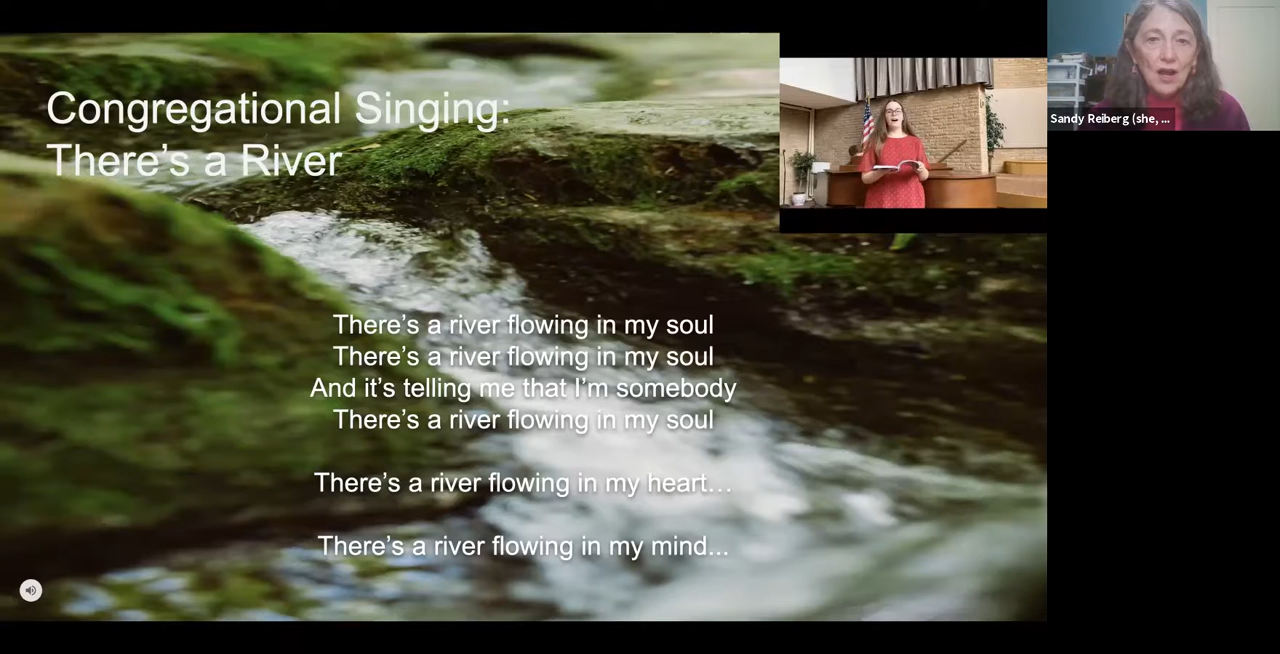 Congregational Singing:
There's a River
Sandy Reiberg (she, ...
There's a river flowing in my soul
There's a river flowing in my soul
And it's telling me that I'm somebody
There's a river flowing in my soul
There's a river flowing in my heart...
There's a river flowing in my mind...